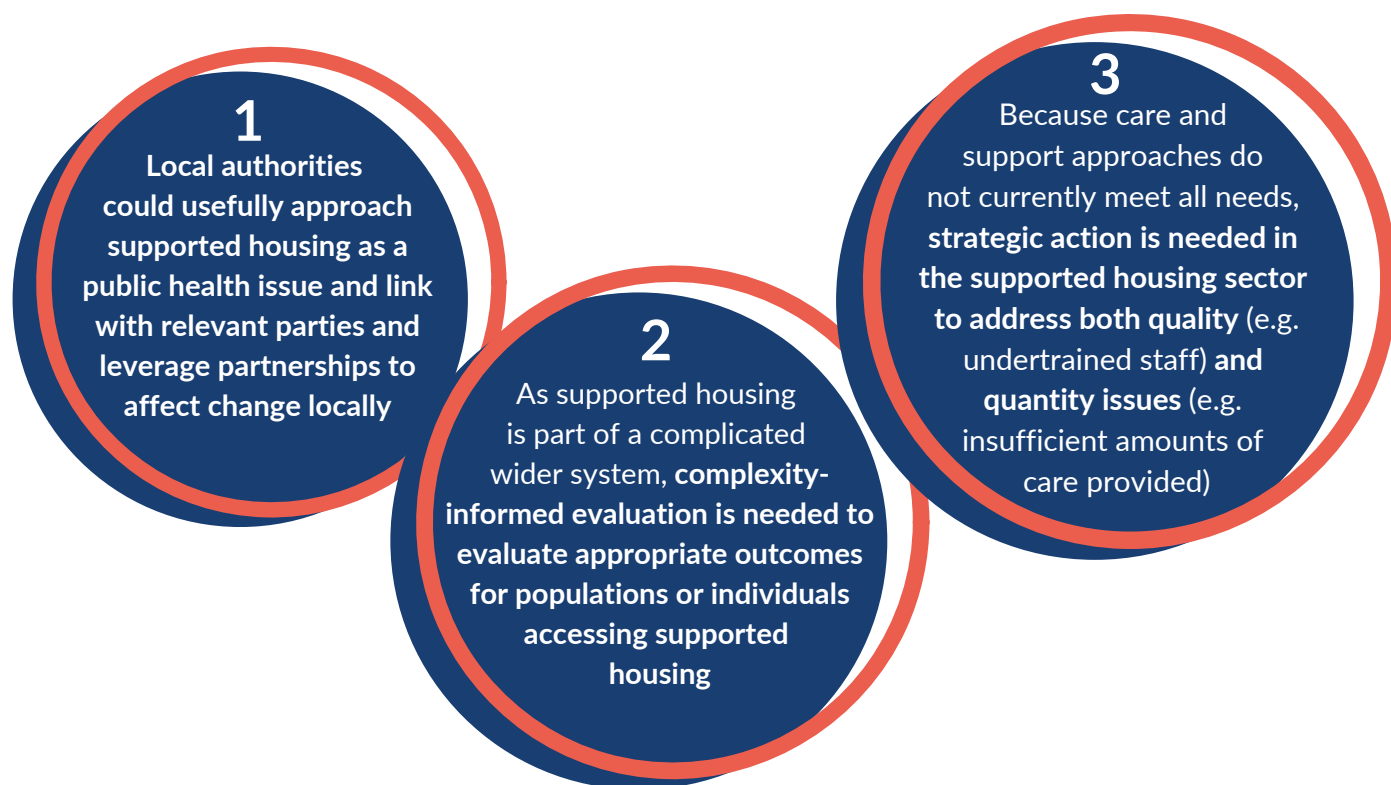 1
Local authorities
could usefully approach
supported housing as a
public health issue and link
with relevant parties and
leverage partnerships to
affect change locally
2
As supported housing
is part of a complicated
wider system, complexity-
informed evaluation is needed to
evaluate appropriate outcomes
for populations or individuals
accessing supported
housing
3
Because care and
support approaches do
not currently meet all needs,
strategic action is needed in
the supported housing sector
to address both quality (e.g.
undertrained staff) and
quantity issues (e.g.
insufficient amounts of
care provided)